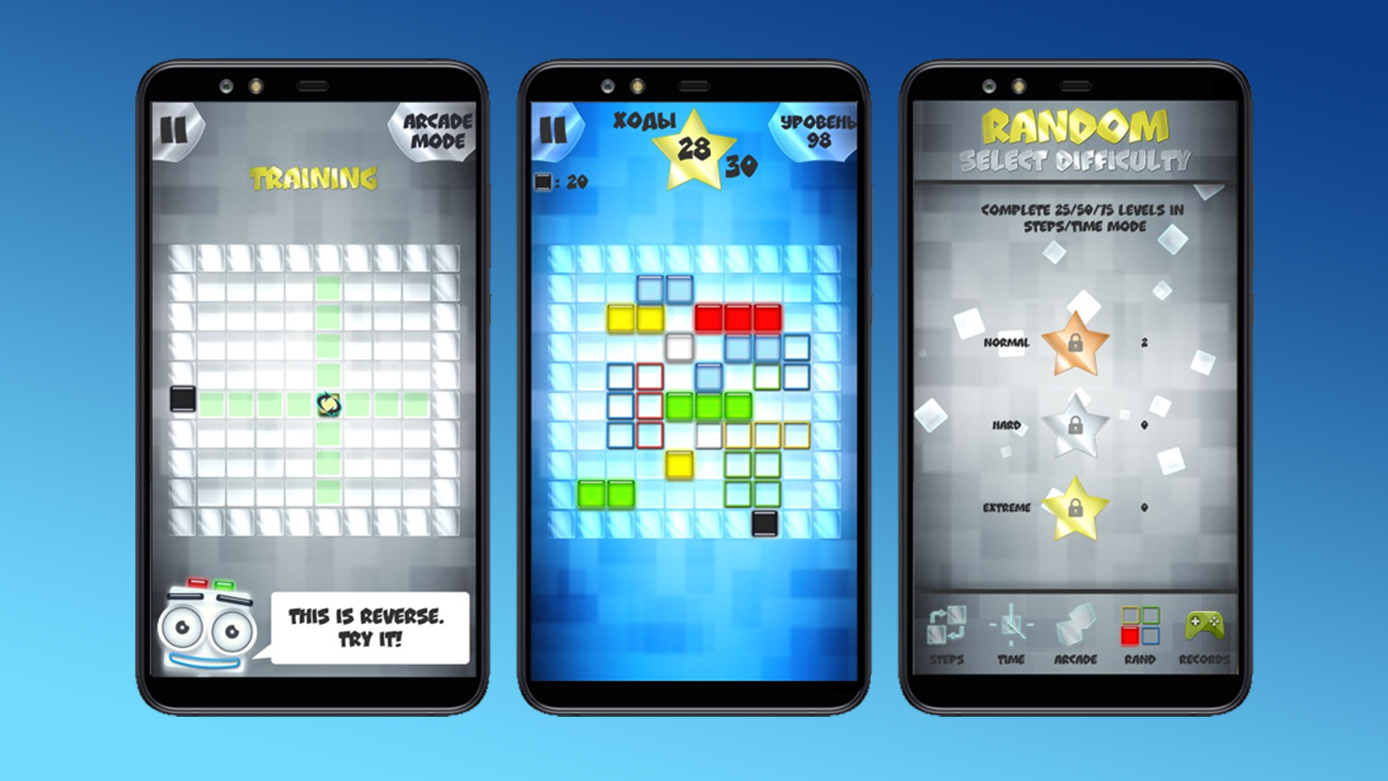 ARCADE
MODE
TRAINING
THIS IS REVERSE.
TRY IT!
ХОДЫ
28
30
УРОВЕНЬ
98
: 20
RANDOM
SELECT DIFFICULTY
COMPLETE 25/50/75 LEVELS IN
STEPS/TIME MODE
NORMAL 2
HARD 0
EXTREME 0
STEPS TIME ARCADE RAND RECORDS